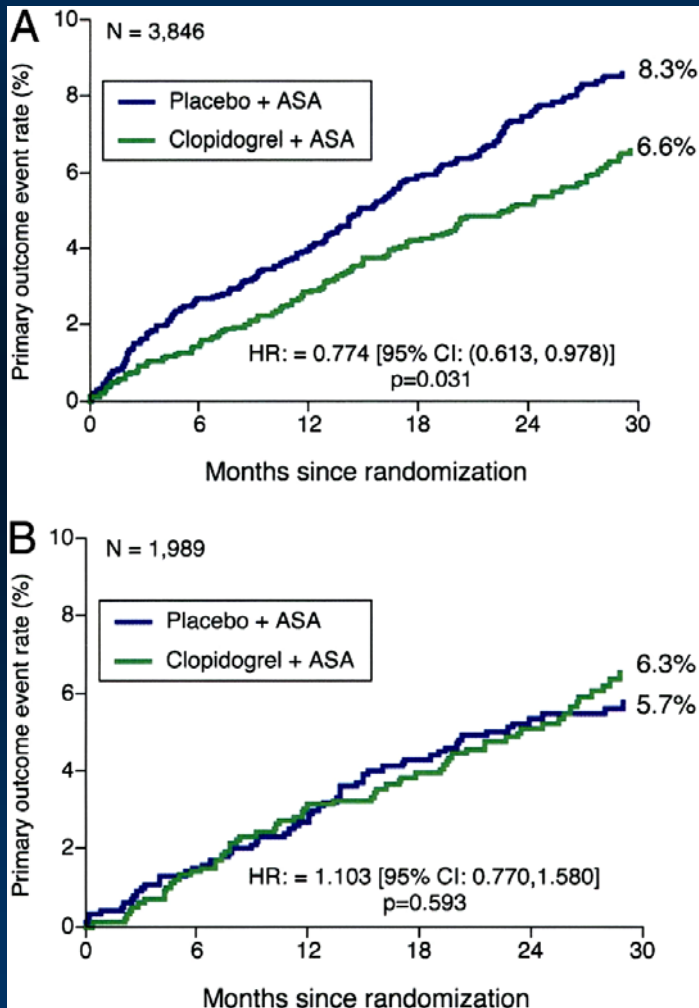 A
N = 3,846
Primary outcome event rate (%)
10
8
6
4
2
0
Placebo + ASA
Clopidogrel + ASA
8.3%
6.6%
HR: = 0.774 [95% CI: (0.613, 0.978)]
p=0.031
0 6 12 18 24 30
Months since randomization
B
N = 1,989
Primary outcome event rate (%)
10
8
6
4
2
0
Placebo + ASA
Clopidogrel + ASA
6.3%
5.7%
HR: = 1.103 [95% CI: 0.770,1.580]
p=0.593
0 6 12 18 24 30
Months since randomization